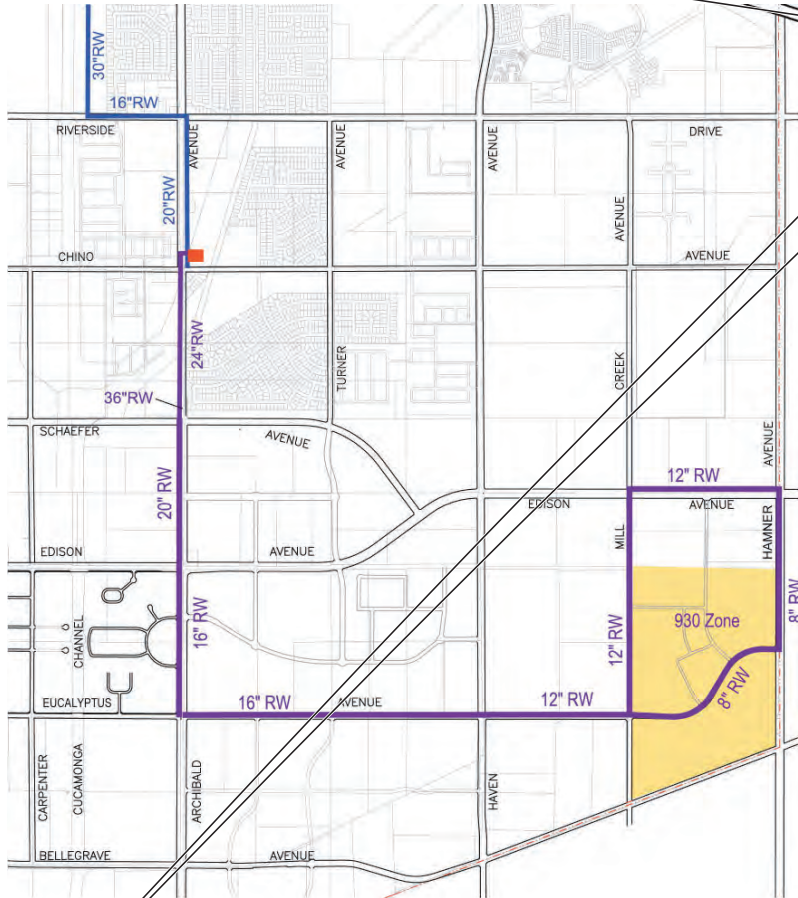 30"RW
16"RW
RIVERSIDE
AVENUE
AVENUE
AVENUE
DRIVE
20"RW
AVENUE
CHINO
AVENUE
24"RW
TURNER
CREEK
36"RW
SCHAEFER
AVENUE
AVENUE
12" RW
20" RW
EDISON
AVENUE
HAMNER
MILL
EDISON
AVENUE
8" RW
930 Zone
16" RW
12" RW
CHANNEL
8" RW
EUCALYPTUS
16" RW
AVENUE
12" RW
CARPENTER
CUCAMONGA
ARCHIBALD
HAVEN
BELLEGRAVE
AVENUE